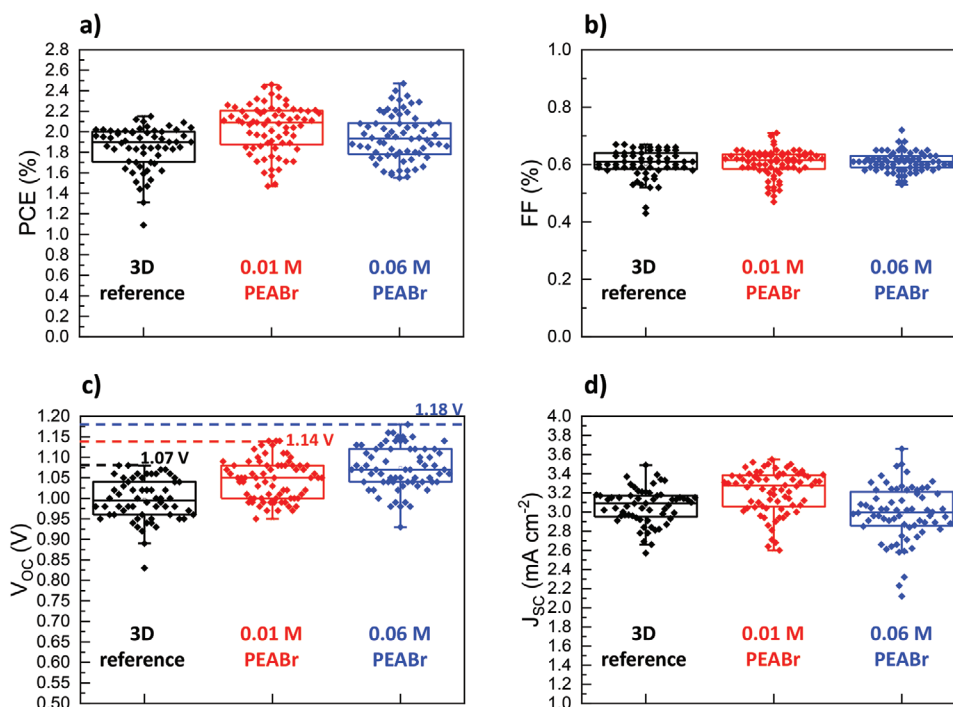 a)
PCE (%)
2.8
2.6
2.4
2.2
2.0
1.8
1.6
1.4
1.2
1.0
0.8
0.6
0.4
0.2
0.0
3D
reference
0.01 M
PEABr
0.06 M
PEABr
b)
FF (%)
1.0
0.8
0.6
0.4
0.2
0.0
3D
reference
0.01 M
PEABr
0.06 M
PEABr
c)
V_OC (V)
1.20
1.15
1.10
1.05
1.00
0.95
0.90
0.85
0.80
0.75
0.70
0.65
0.60
0.55
0.50
1.07 V
1.14 V
1.18 V
3D
reference
0.01 M
PEABr
0.06 M
PEABr
d)
J_SC (mA cm⁻²)
4.0
3.8
3.6
3.4
3.2
3.0
2.8
2.6
2.4
2.2
2.0
1.8
1.6
1.4
1.2
1.0
3D
reference
0.01 M
PEABr
0.06 M
PEABr